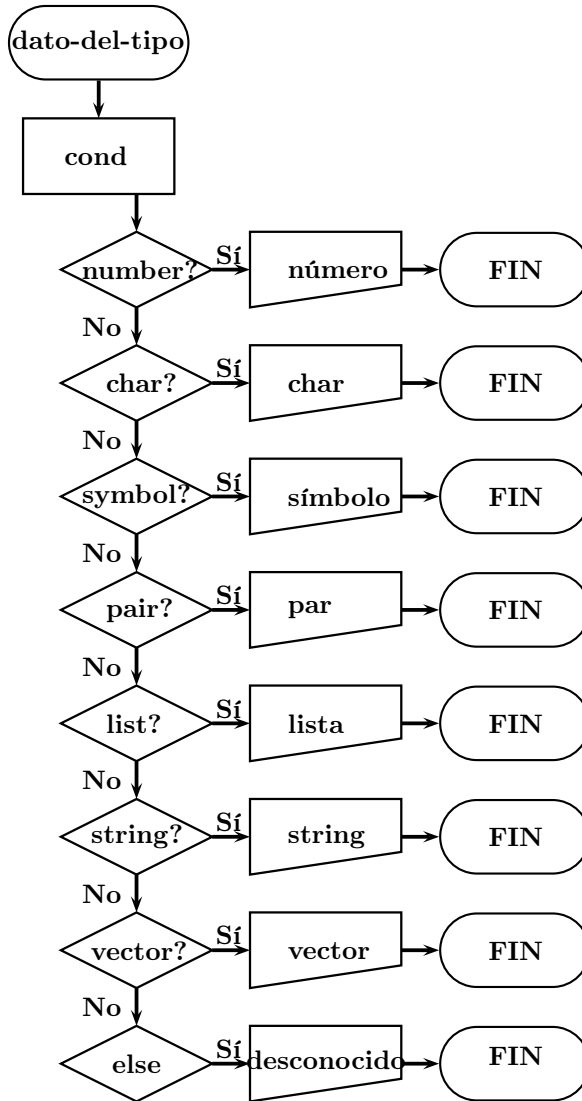 dato-del-tipo
cond
number? Sí número FIN
No
char? Sí char FIN
No
symbol? Sí símbolo FIN
No
pair? Sí par FIN
No
list? Sí lista FIN
No
string? Sí string FIN
No
vector? Sí vector FIN
No
else Sí desconocido FIN